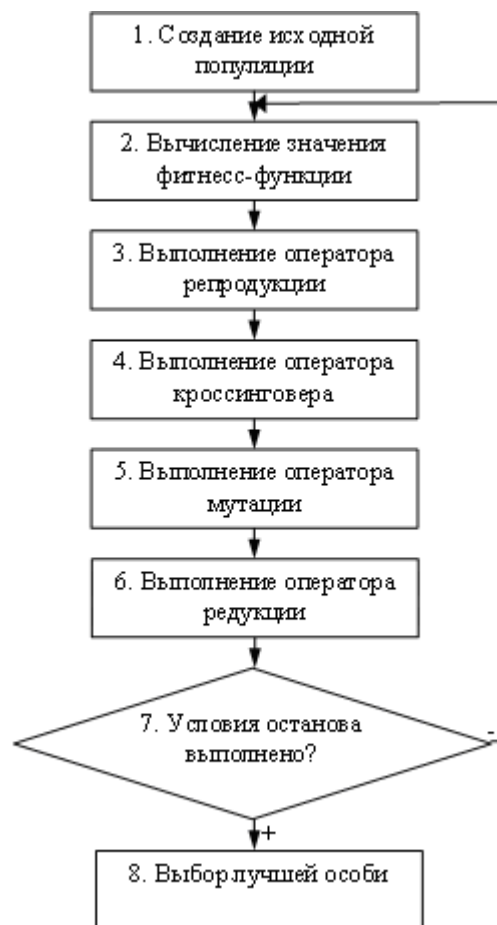 1. Создание исходной
популяции
2. Вычисление значения
фитнесс-функции
3. Выполнение оператора
репродукции
4. Выполнение оператора
кроссинговера
5. Выполнение оператора
мутации
6. Выполнение оператора
редукции
7. Условия останова
выполнено?
-
+
8. Выбор лучшей особи